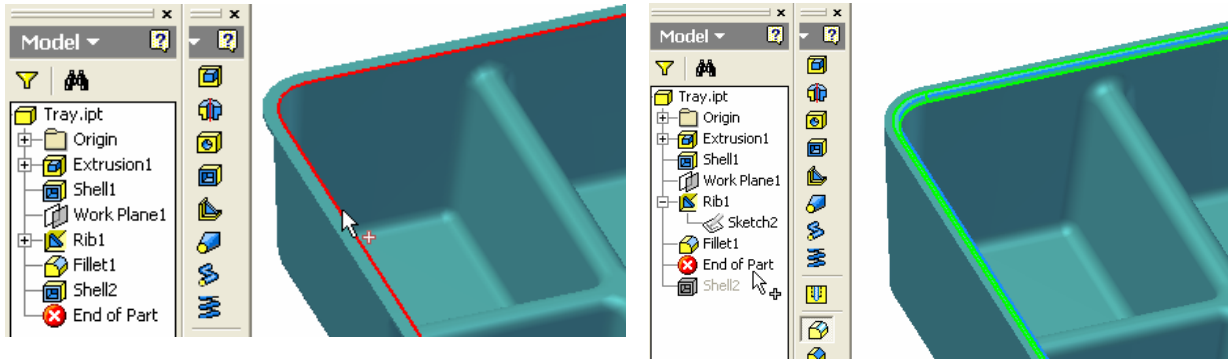 Model
Tray.ipt
Origin
Extrusion1
Shell1
Work Plane1
Rib1
Fillet1
Shell2
End of Part
Model
Tray.ipt
Origin
Extrusion1
Shell1
Work Plane1
Rib1
Sketch2
Fillet1
End of Part
Shell2